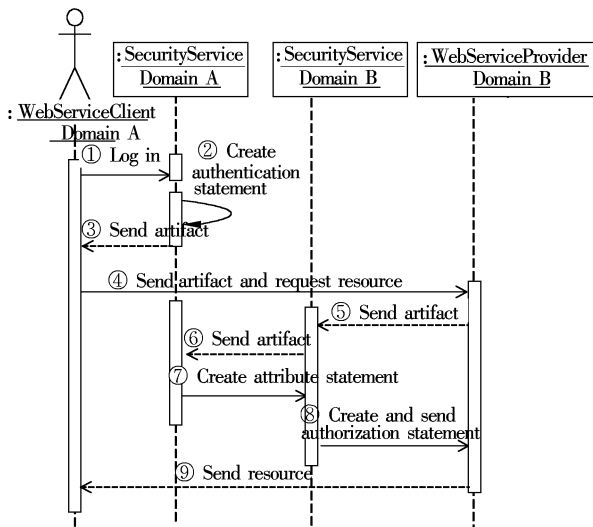 : SecurityService
Domain A
: SecurityService
Domain B
: WebServiceProvider
Domain B
: WebServiceClient
Domain A
① Log in
② Create
authentication
statement
③ Send artifact
④ Send artifact and request resource
⑤ Send artifact
⑥ Send artifact
⑦ Create attribute statement
⑧ Create and send
authorization statement
⑨ Send resource